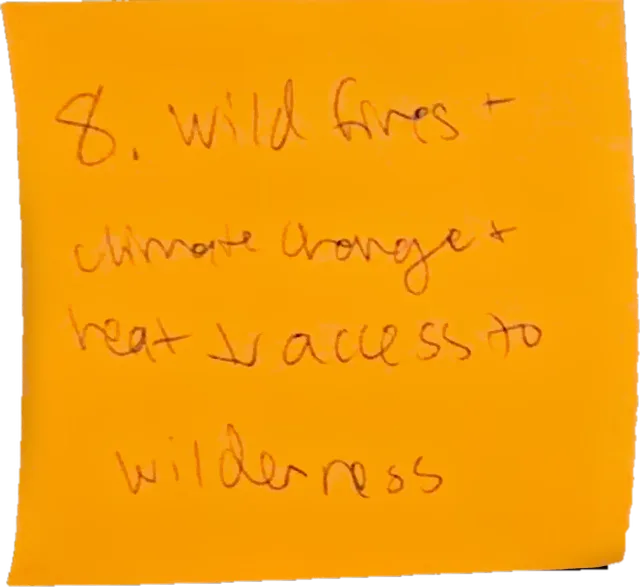 8. wild fires +
climate change +
heat ↓ access to
wilderness